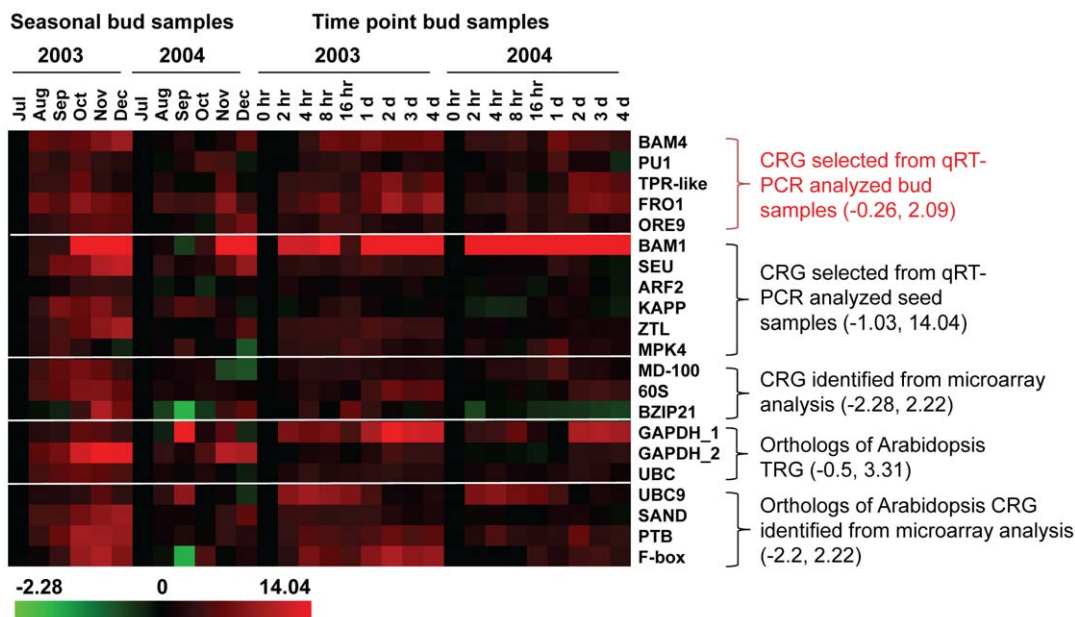 Seasonal bud samples Time point bud samples
2003 2004 2003 2004
Jul Aug Sep Oct Nov Dec Jul Aug Sep Oct Nov Dec 0 hr 2 hr 4 hr 8 hr 16 hr 1 d 2 d 3 d 4 d 0 hr 2 hr 4 hr 8 hr 16 hr 1 d 2 d 3 d 4 d
BAM4
PU1
TPR-like
FRO1
ORE9
CRG selected from qRT-
PCR analyzed bud
samples (-0.26, 2.09)
BAM1
SEU
ARF2
KAPP
ZTL
MPK4
CRG selected from qRT-
PCR analyzed seed
samples (-1.03, 14.04)
MD-100
60S
BZIP21
CRG identified from microarray
analysis (-2.28, 2.22)
GAPDH_1
GAPDH_2
UBC
Orthologs of Arabidopsis
TRG (-0.5, 3.31)
UBC9
SAND
PTB
F-box
Orthologs of Arabidopsis CRG
identified from microarray analysis
(-2.2, 2.22)
-2.28 0 14.04